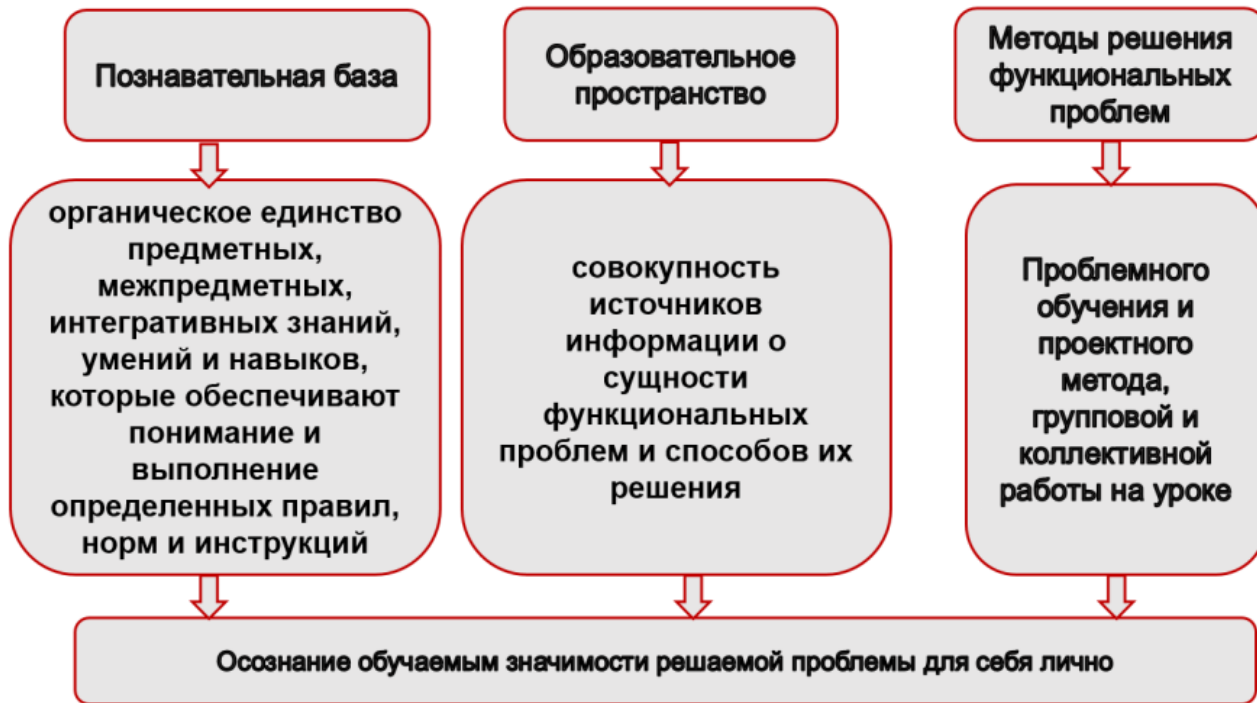 Познавательная база
Образовательное
пространство
Методы решения
функциональных
проблем
органическое единство
предметных,
межпредметных,
интегративных знаний,
умений и навыков,
которые обеспечивают
понимание и
выполнение
определенных правил,
норм и инструкций
совокупность
источников
информации о
сущности
функциональных
проблем и способов их
решения
Проблемного
обучения и
проектного
метода,
групповой и
коллективной
работы на уроке
Осознание обучаемым значимости решаемой проблемы для себя лично